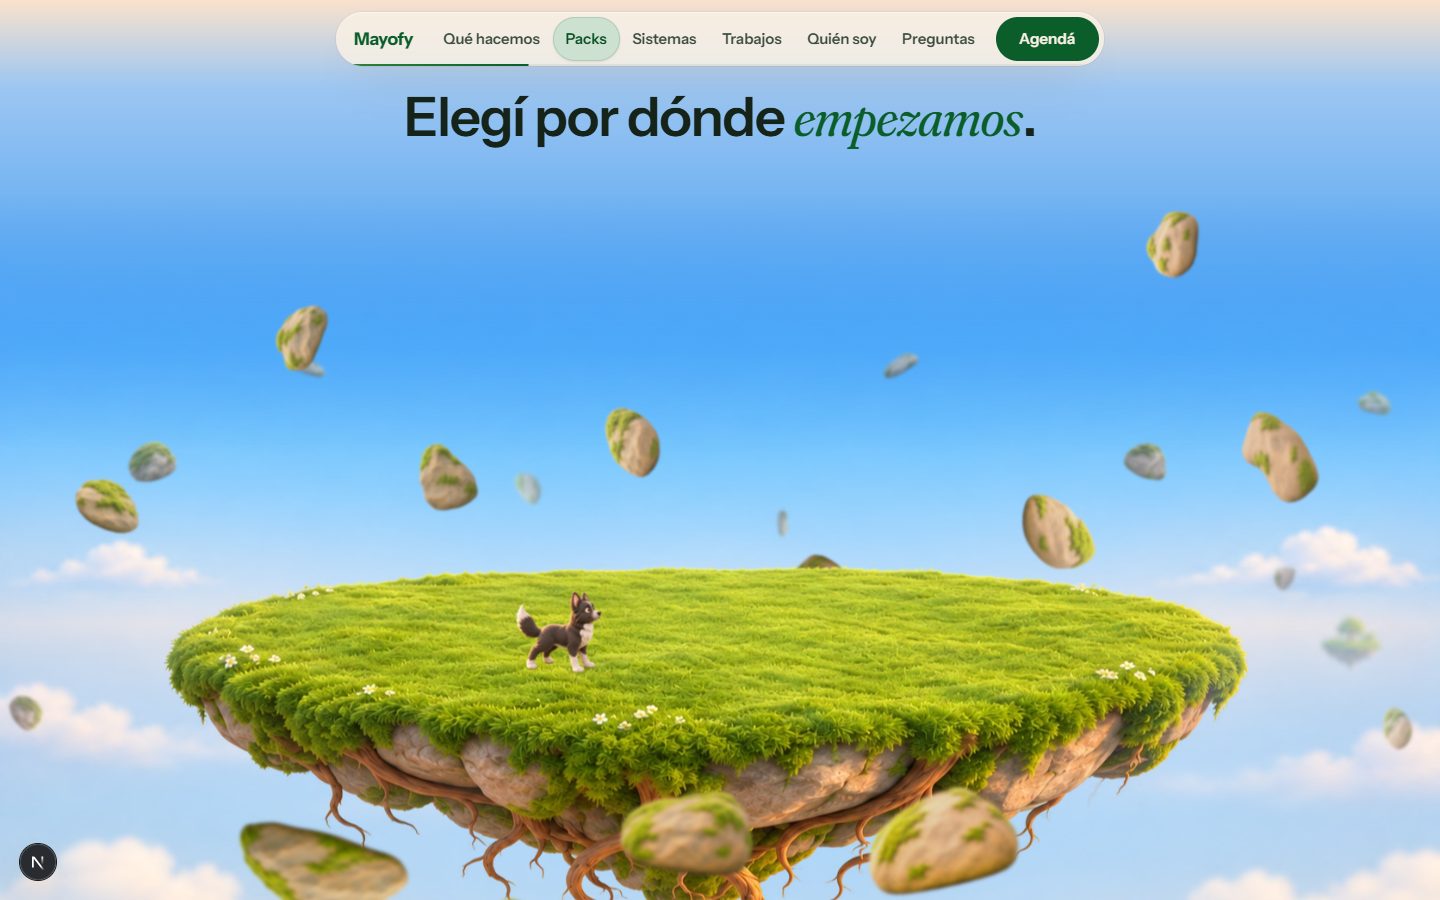 Mayofy Qué hacemos Packs Sistemas Trabajos Quién soy Preguntas Agendá
Elegí por dónde empezamos.
N